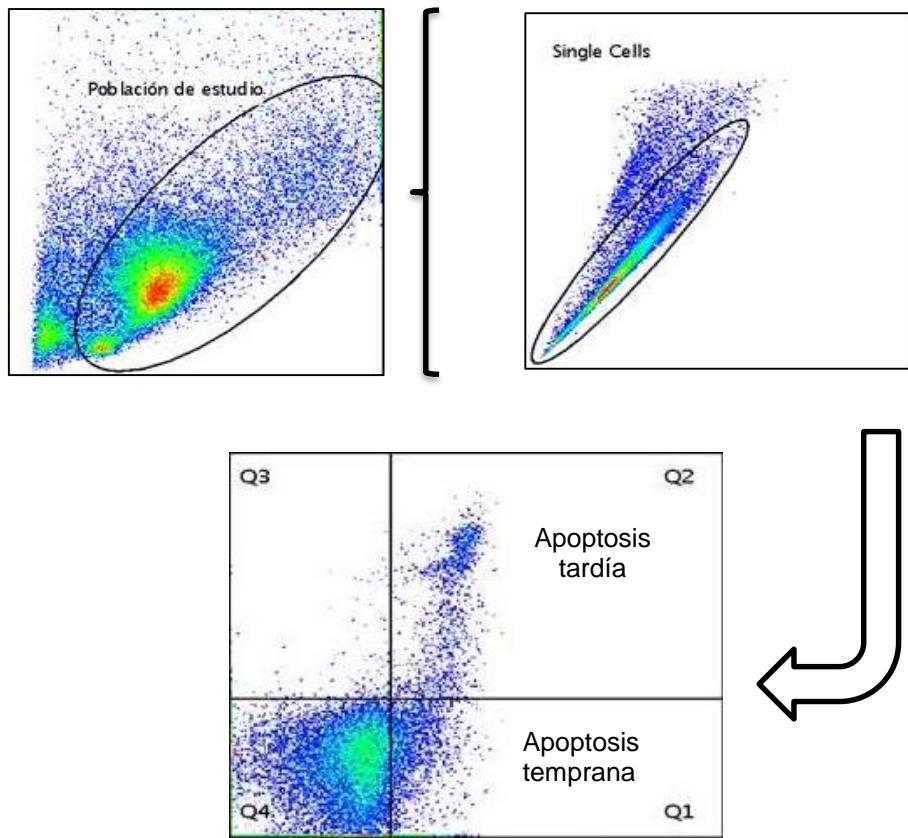 Población de estudio
Single Cells
Q3
Q2
Apoptosis
tardía
Apoptosis
temprana
Q4
Q1